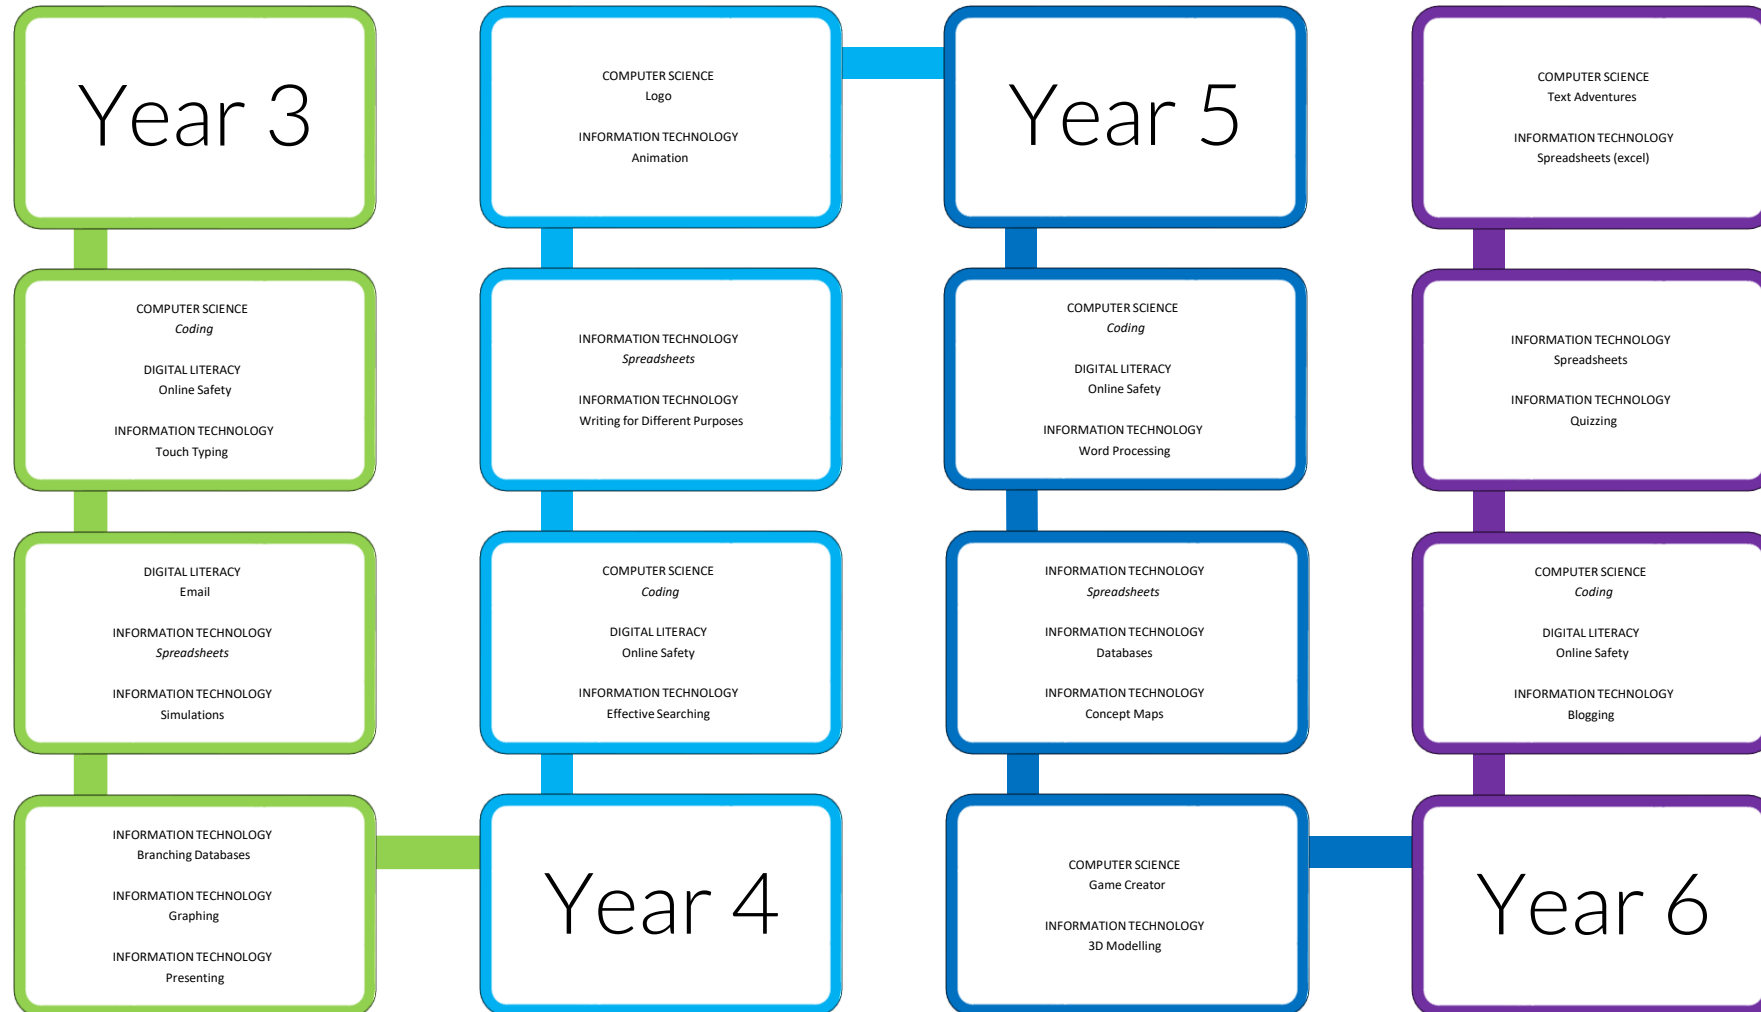 Year 3
COMPUTER SCIENCE
Coding
DIGITAL LITERACY
Online Safety
INFORMATION TECHNOLOGY
Touch Typing
DIGITAL LITERACY
Email
INFORMATION TECHNOLOGY
Spreadsheets
INFORMATION TECHNOLOGY
Simulations
INFORMATION TECHNOLOGY
Branching Databases
INFORMATION TECHNOLOGY
Graphing
INFORMATION TECHNOLOGY
Presenting
Year 4
COMPUTER SCIENCE
Coding
DIGITAL LITERACY
Online Safety
INFORMATION TECHNOLOGY
Effective Searching
INFORMATION TECHNOLOGY
Spreadsheets
INFORMATION TECHNOLOGY
Writing for Different Purposes
COMPUTER SCIENCE
Logo
INFORMATION TECHNOLOGY
Animation
Year 5
COMPUTER SCIENCE
Coding
DIGITAL LITERACY
Online Safety
INFORMATION TECHNOLOGY
Word Processing
INFORMATION TECHNOLOGY
Spreadsheets
INFORMATION TECHNOLOGY
Databases
INFORMATION TECHNOLOGY
Concept Maps
COMPUTER SCIENCE
Game Creator
INFORMATION TECHNOLOGY
3D Modelling
Year 6
COMPUTER SCIENCE
Coding
DIGITAL LITERACY
Online Safety
INFORMATION TECHNOLOGY
Blogging
INFORMATION TECHNOLOGY
Spreadsheets
INFORMATION TECHNOLOGY
Quizzing
COMPUTER SCIENCE
Text Adventures
INFORMATION TECHNOLOGY
Spreadsheets (excel)